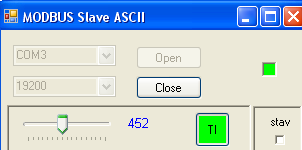 MODBUS Slave ASCII
COM3
Open
19200
Close
452
TI
stav